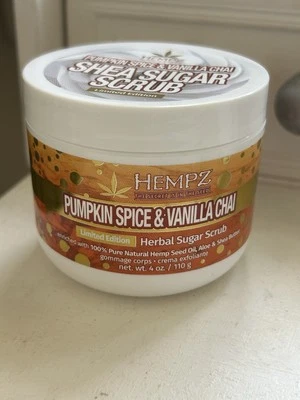 HEMPZ
PUMPKIN SPICE & VANILLA CHAI
SHEA SUGAR
SCRUB
Limited Edition
HEMPZ
PUMPKIN SPICE & VANILLA CHAI
Limited Edition Herbal Sugar Scrub
enriched with 100% Pure Natural Hemp Seed Oil, Aloe & Shea Butter
gommage corps • crema exfoliante
net. wt. 4 oz / 110 g